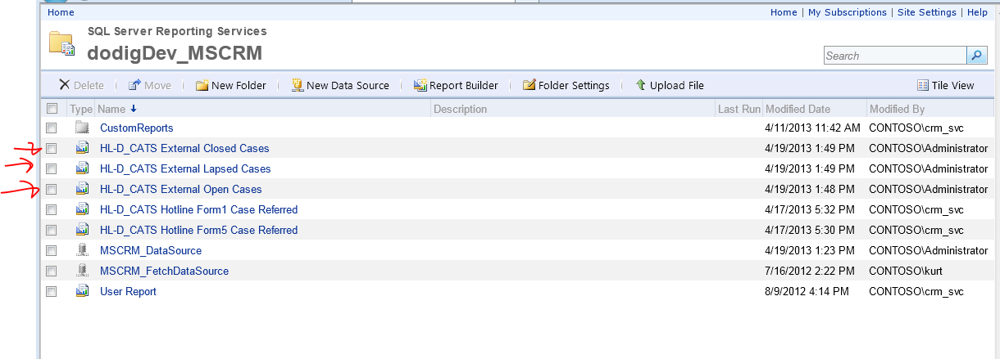 Home Home | My Subscriptions | Site Settings | Help
SQL Server Reporting Services
dodigDev_MSCRM
Search
Delete | Move | New Folder | New Data Source | Report Builder | Folder Settings | Upload File Tile View
Type Name Description Last Run Modified Date Modified By
CustomReports 4/11/2013 11:42 AM CONTOSO\crm_svc
HL-D_CATS External Closed Cases 4/19/2013 1:49 PM CONTOSO\Administrator
HL-D_CATS External Lapsed Cases 4/19/2013 1:49 PM CONTOSO\Administrator
HL-D_CATS External Open Cases 4/19/2013 1:48 PM CONTOSO\Administrator
HL-D_CATS Hotline Form1 Case Referred 4/17/2013 5:32 PM CONTOSO\crm_svc
HL-D_CATS Hotline Form5 Case Referred 4/17/2013 5:30 PM CONTOSO\crm_svc
MSCRM_DataSource 4/19/2013 1:23 PM CONTOSO\Administrator
MSCRM_FetchDataSource 7/16/2012 2:22 PM CONTOSO\kurt
User Report 8/9/2012 4:14 PM CONTOSO\crm_svc